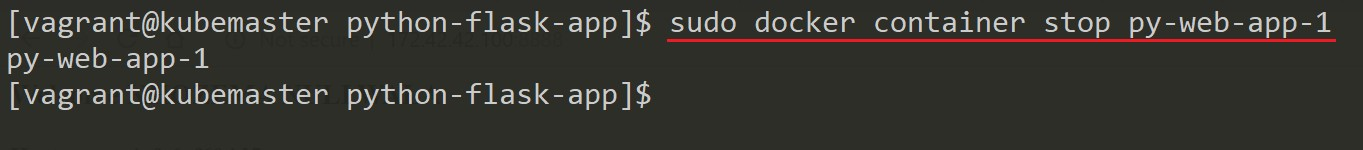 [vagrant@kubemaster python-flask-app]$ sudo docker container stop py-web-app-1
py-web-app-1
[vagrant@kubemaster python-flask-app]$